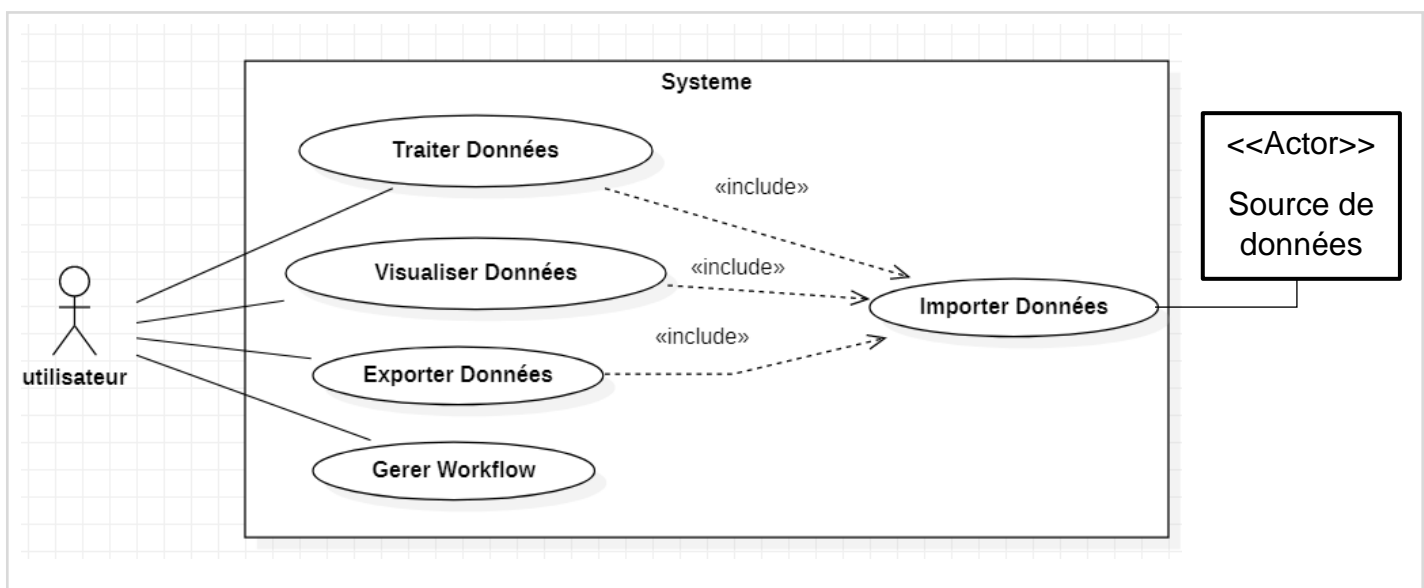 Systeme
Traiter Données
<<Actor>>
«include»
Source de
données
Visualiser Données
«include»
Importer Données
«include»
Exporter Données
utilisateur
Gerer Workflow